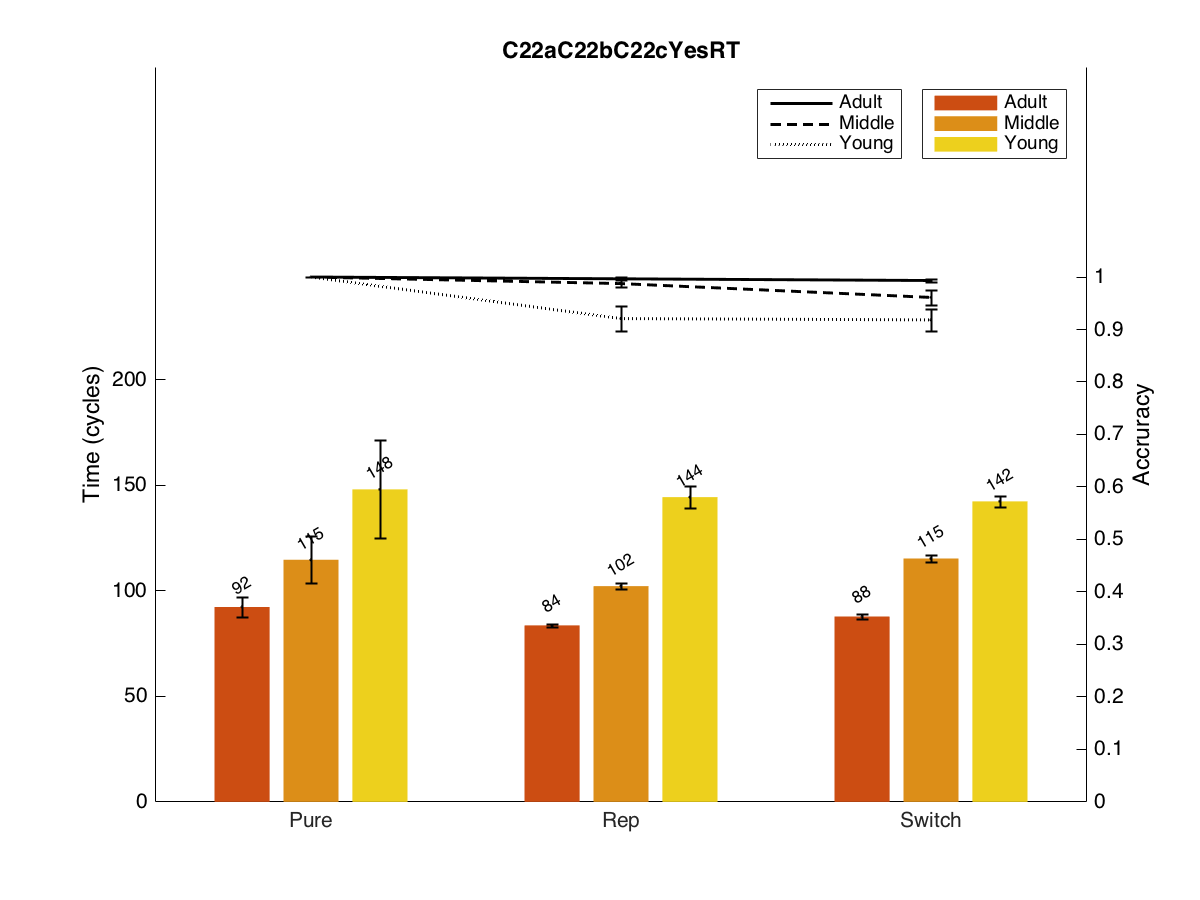 C22aC22bC22cYesRT
Adult
Middle
Young
Adult
Middle
Young
Time (cycles)
200
150
100
50
0
92
115
148
84
102
144
88
115
142
Pure
Rep
Switch
1
0.9
0.8
0.7
0.6
0.5
0.4
0.3
0.2
0.1
0
Accruracy